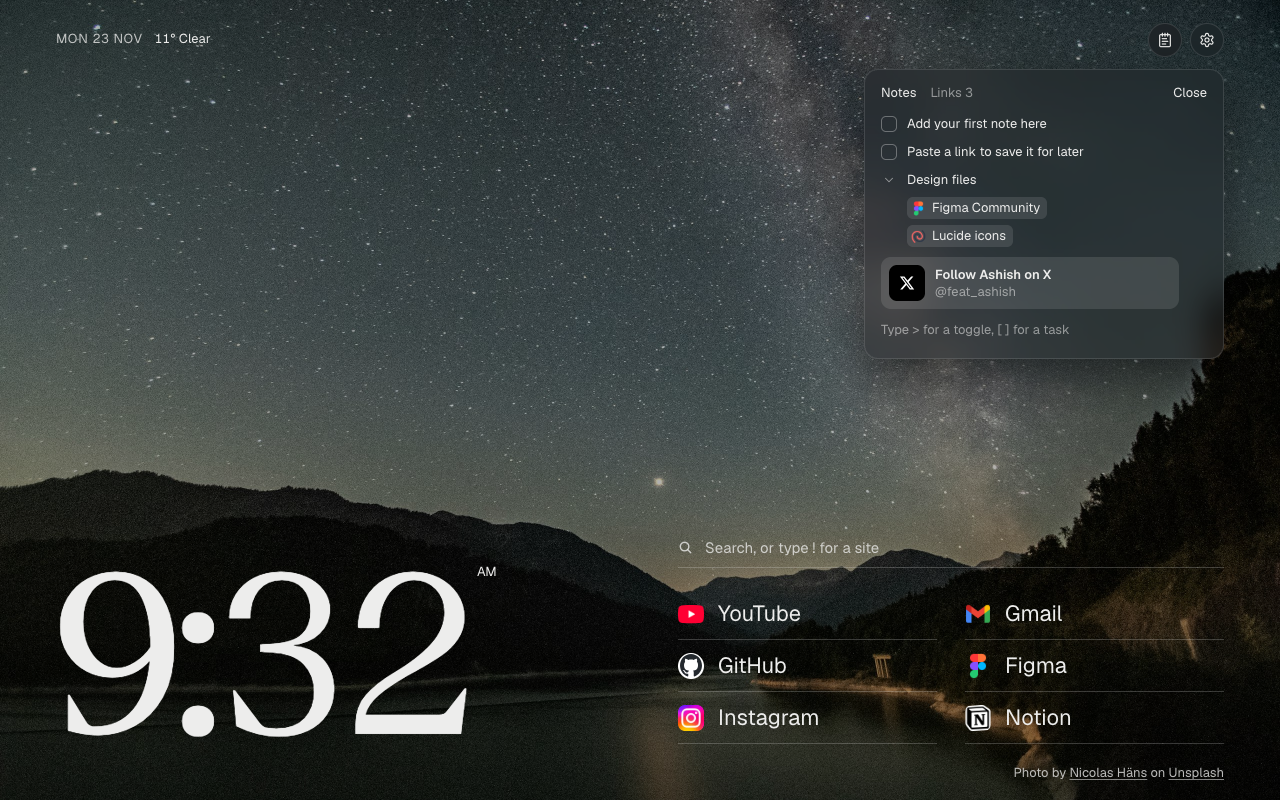 MON 23 NOV 11° Clear
Notes Links 3 Close
Add your first note here
Paste a link to save it for later
Design files
Figma Community
Lucide icons
Follow Ashish on X
@feat_ashish
Type > for a toggle, [ ] for a task
9:32 AM
Search, or type ! for a site
YouTube
Gmail
GitHub
Figma
Instagram
Notion
Photo by Nicolas Häns on Unsplash